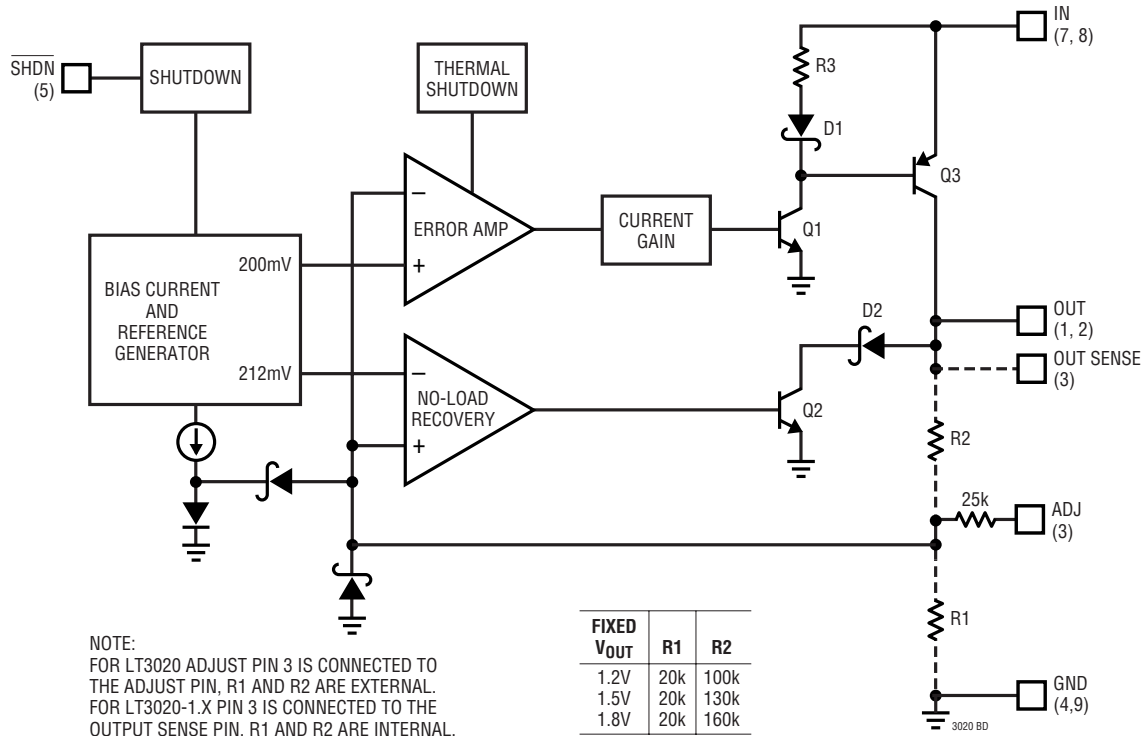 SHDN
(5)
SHUTDOWN
THERMAL
SHUTDOWN
IN
(7, 8)
R3
D1
Q3
–
ERROR AMP
+
CURRENT
GAIN
Q1
200mV
BIAS CURRENT
AND
REFERENCE
GENERATOR
212mV
–
NO-LOAD
RECOVERY
+
D2
Q2
OUT
(1, 2)
OUT SENSE
(3)
R2
25k
ADJ
(3)
R1
GND
(4,9)
3020 BD
NOTE:
FOR LT3020 ADJUST PIN 3 IS CONNECTED TO
THE ADJUST PIN, R1 AND R2 ARE EXTERNAL.
FOR LT3020-1.X PIN 3 IS CONNECTED TO THE
OUTPUT SENSE PIN, R1 AND R2 ARE INTERNAL.
FIXED
VOUT R1 R2
1.2V 20k 100k
1.5V 20k 130k
1.8V 20k 160k